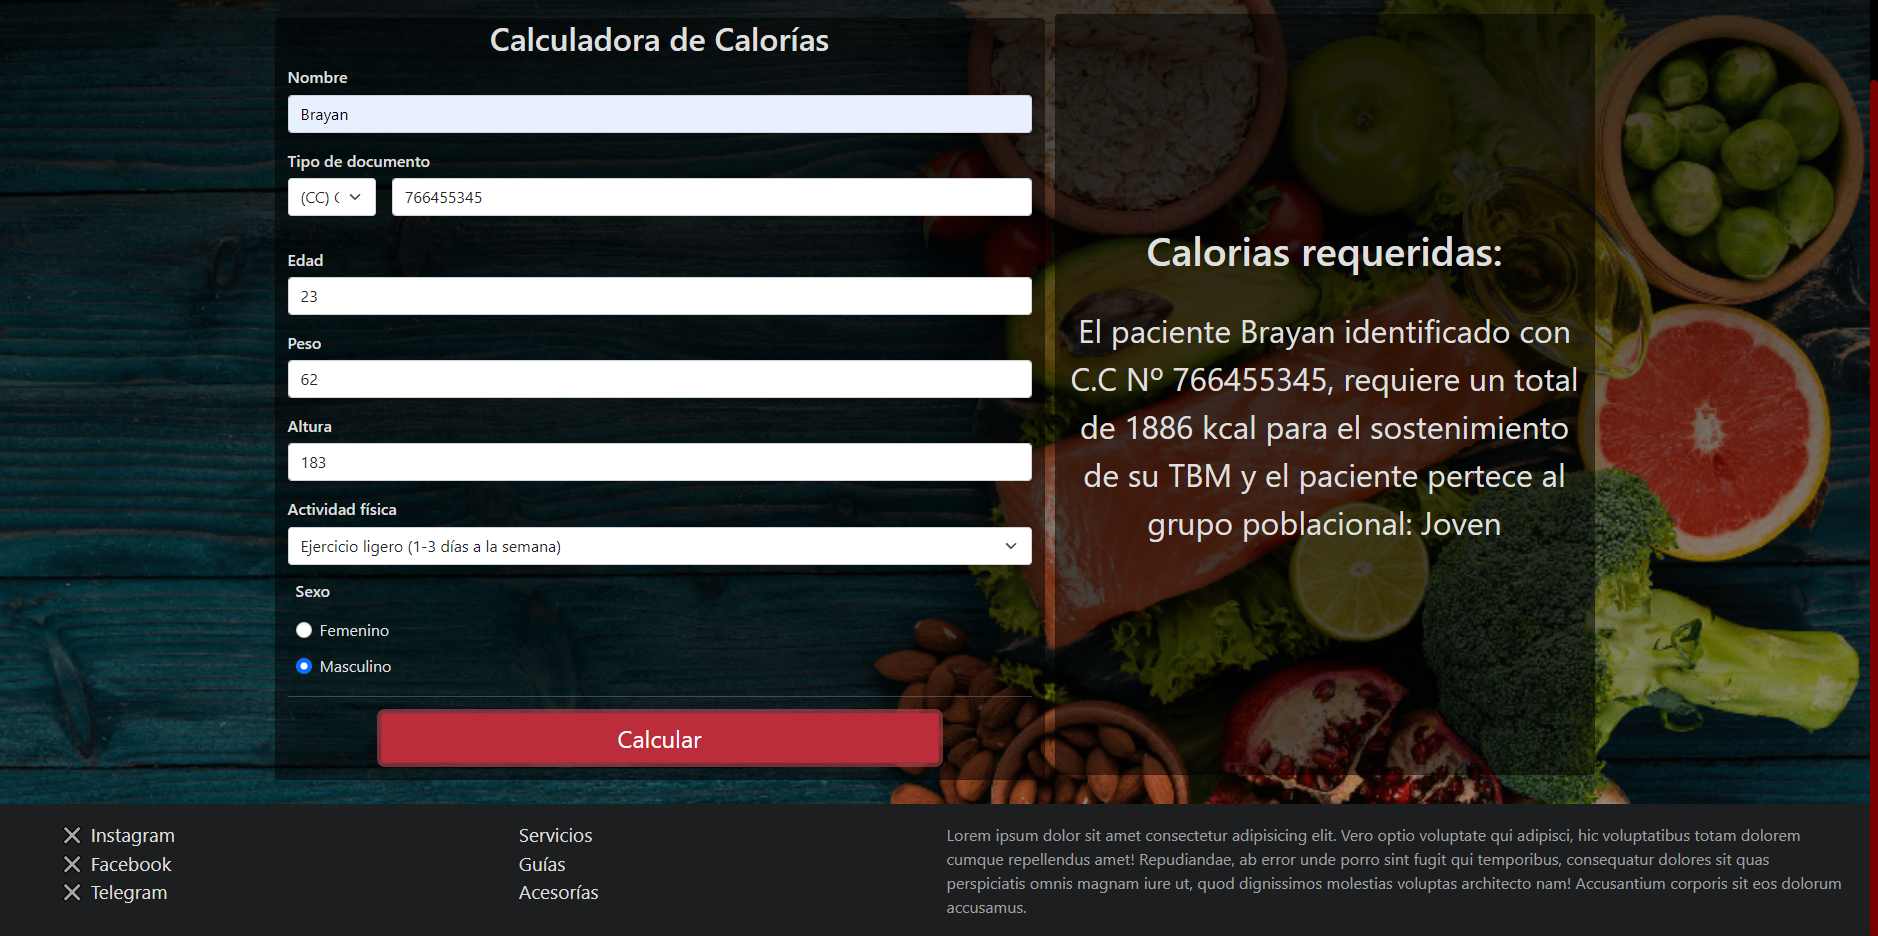 Calculadora de Calorías
Nombre
Brayan
Tipo de documento
(CC)
766455345
Edad
23
Peso
62
Altura
183
Actividad física
Ejercicio ligero (1-3 días a la semana)
Sexo
Femenino
Masculino
Calcular
Calorias requeridas:
El paciente Brayan identificado con
C.C Nº 766455345, requiere un total
de 1886 kcal para el sostenimiento
de su TBM y el paciente pertece al
grupo poblacional: Joven
Instagram
Facebook
Telegram
Servicios
Guías
Acesorías
Lorem ipsum dolor sit amet consectetur adipisicing elit. Vero optio voluptate qui adipisci, hic voluptatibus totam dolorem
cumque repellendus amet! Repudiandae, ab error unde porro sint fugit qui temporibus, consequatur dolores sit quas
perspiciatis omnis magnam iure ut, quod dignissimos molestias voluptas architecto nam! Accusantium corporis sit eos dolorum
accusamus.